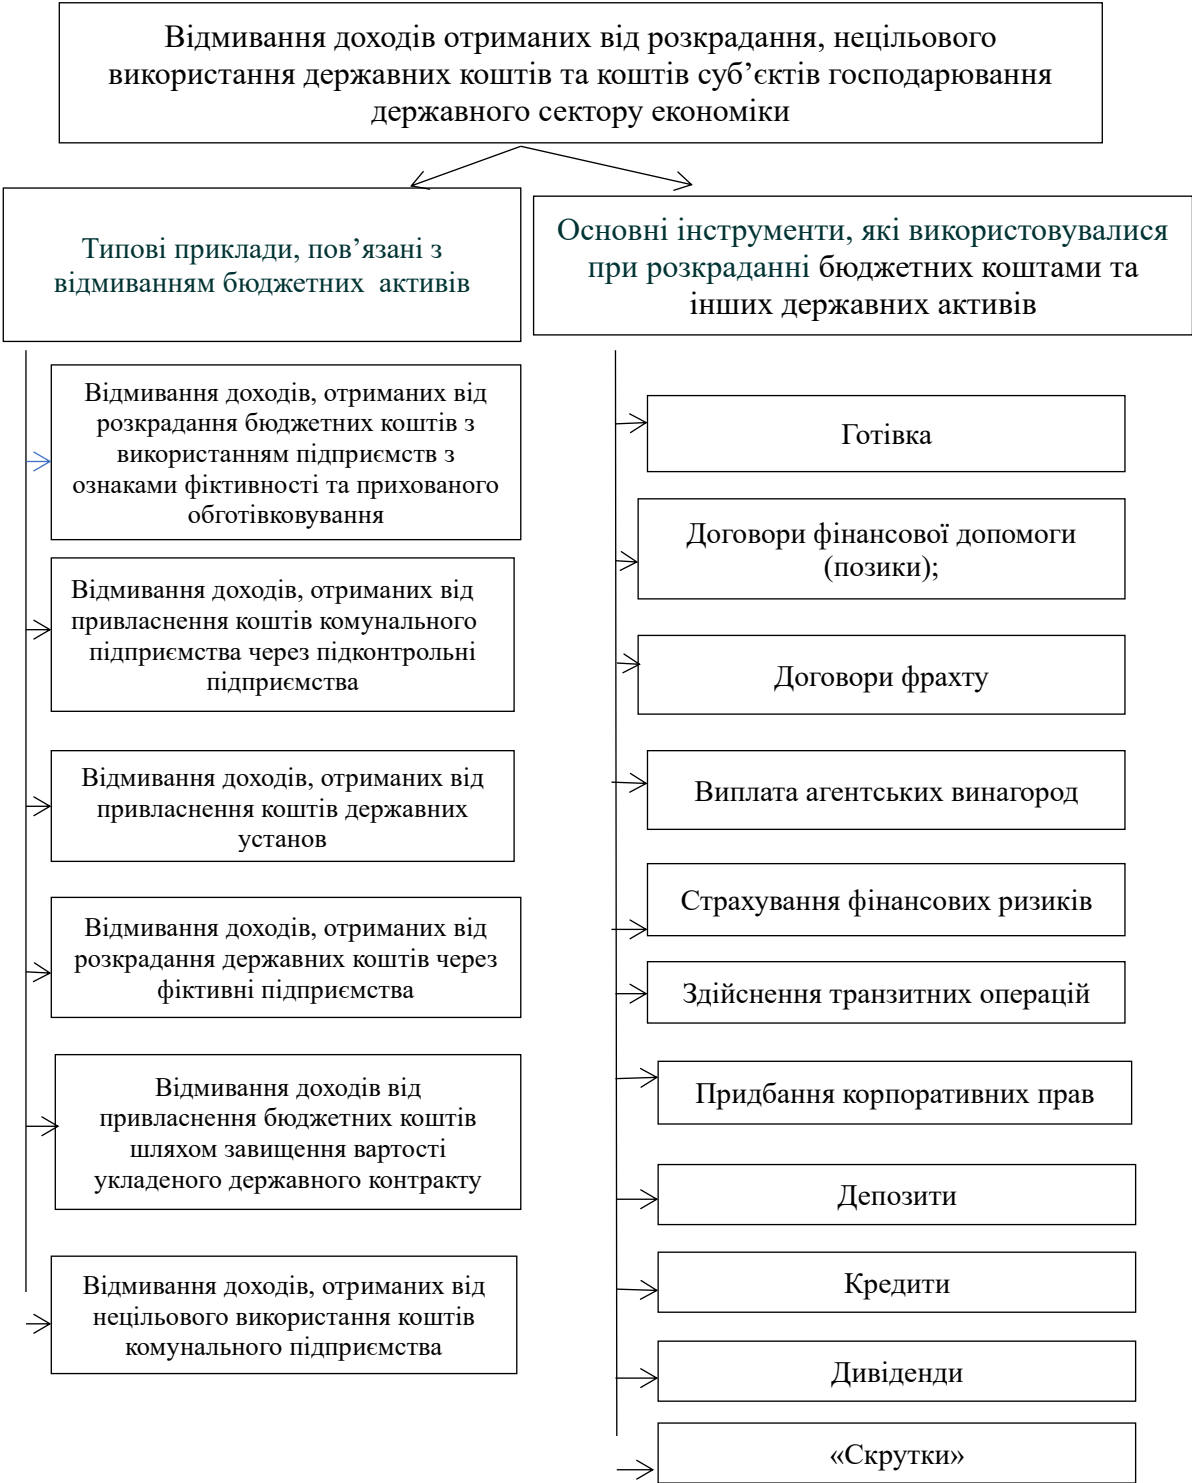 Відмивання доходів отриманих від розкрадання, нецільового
використання державних коштів та коштів суб’єктів господарювання
державного сектору економіки
Типові приклади, пов’язані з
відмиванням бюджетних активів
Основні інструменти, які використовувалися
при розкраданні бюджетних коштами та
інших державних активів
Відмивання доходів, отриманих від
розкрадання бюджетних коштів з
використанням підприємств з
ознаками фіктивності та прихованого
обготівковування
Відмивання доходів, отриманих від
привласнення коштів комунального
підприємства через підконтрольні
підприємства
Відмивання доходів, отриманих від
привласнення коштів державних
установ
Відмивання доходів, отриманих від
розкрадання державних коштів через
фіктивні підприємства
Відмивання доходів від
привласнення бюджетних коштів
шляхом завищення вартості
укладеного державного контракту
Відмивання доходів, отриманих від
нецільового використання коштів
комунального підприємства
Готівка
Договори фінансової допомоги
(позики);
Договори фрахту
Виплата агентських винагород
Страхування фінансових ризиків
Здійснення транзитних операцій
Придбання корпоративних прав
Депозити
Кредити
Дивіденди
«Скрутки»